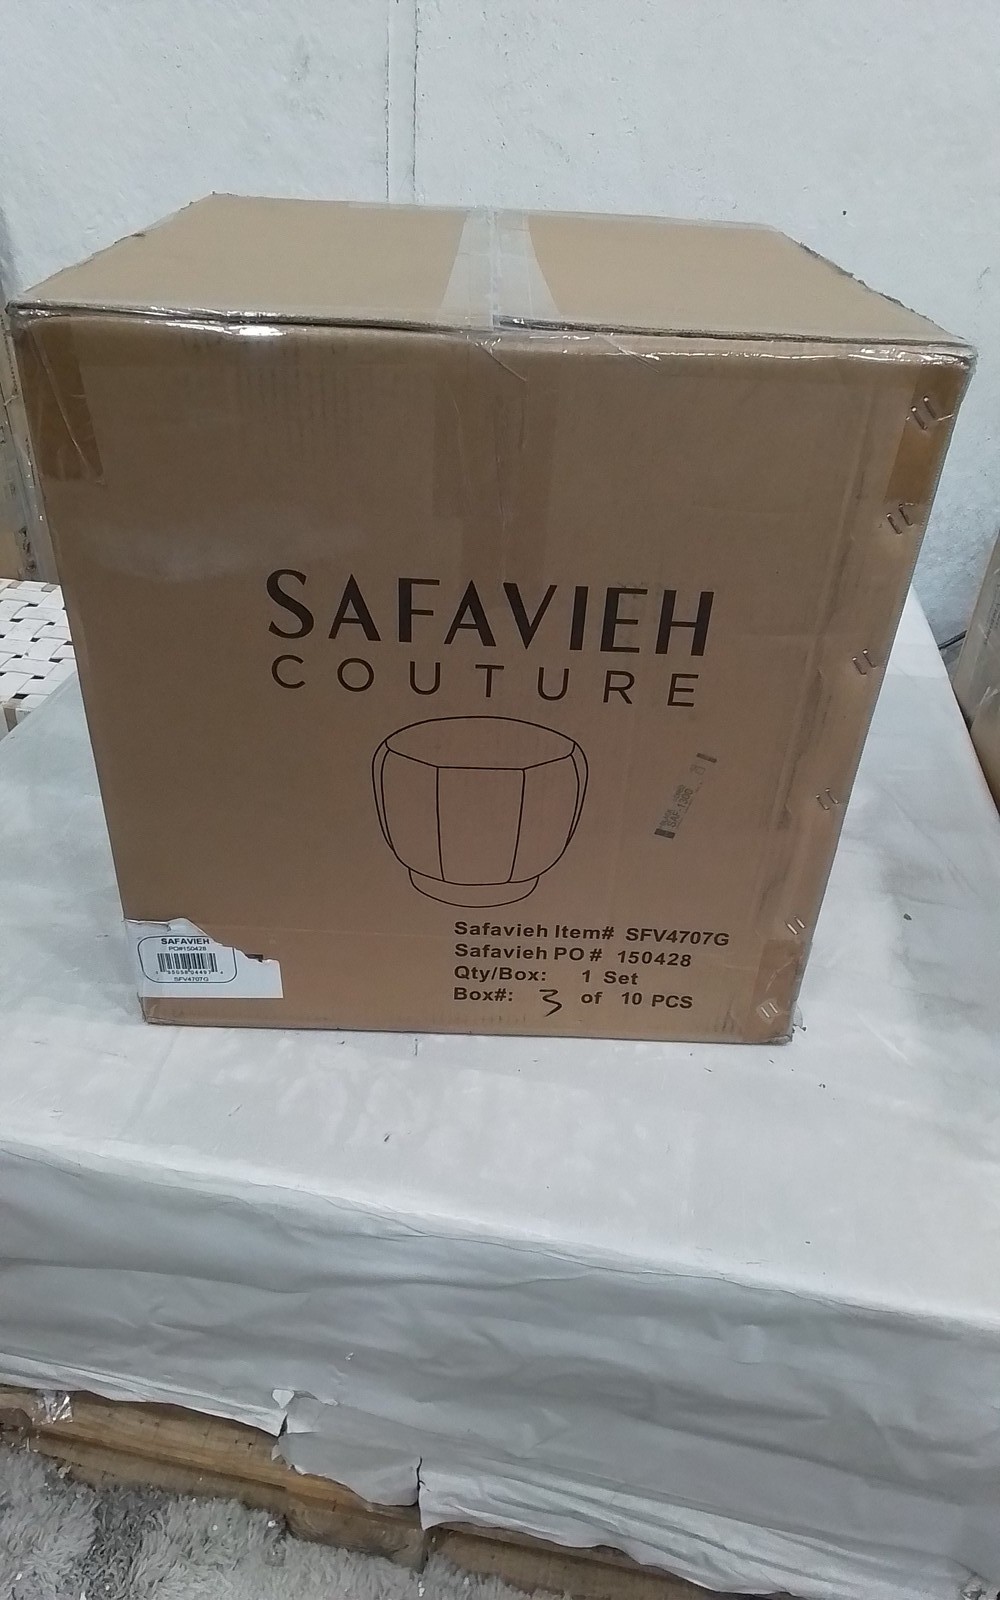 SAFAVIEH
COUTURE
Safavieh Item# SFV4707G
Safavieh PO # 150428
Qty/Box: 1 Set
Box#: 3 of 10 PCS
SAFAVIEH
PO#150428
SFV4707G